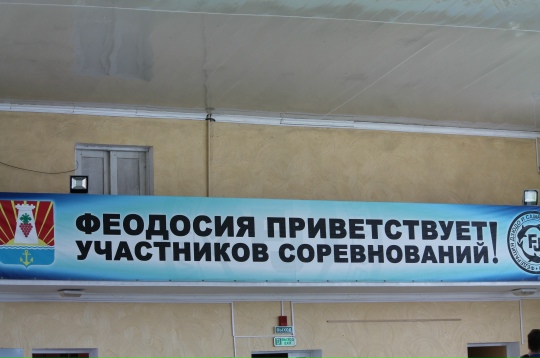 ФЕОДОСИЯ ПРИВЕТСТВУЕТ
УЧАСТНИКОВ СОРЕВНОВАНИЙ!